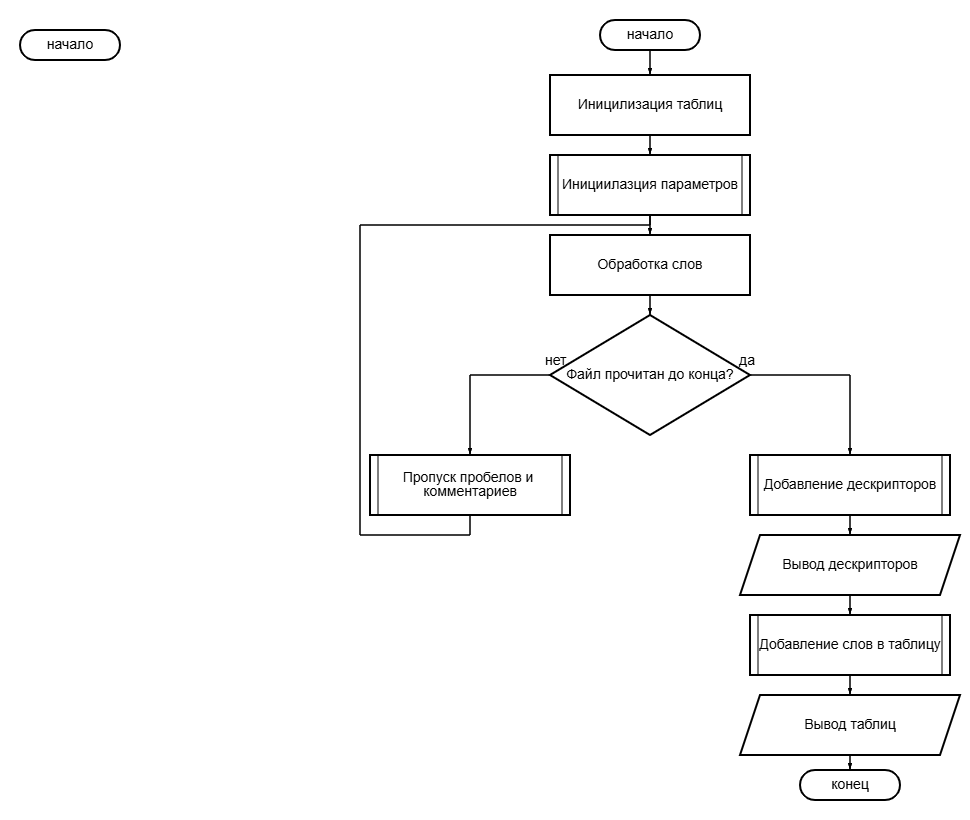 начало
начало
Иницилизация таблиц
Инициилазция параметров
Обработка слов
нет
да
Файл прочитан до конца?
Пропуск пробелов и
комментариев
Добавление дескрипторов
Вывод дескрипторов
Добавление слов в таблицу
Вывод таблиц
конец